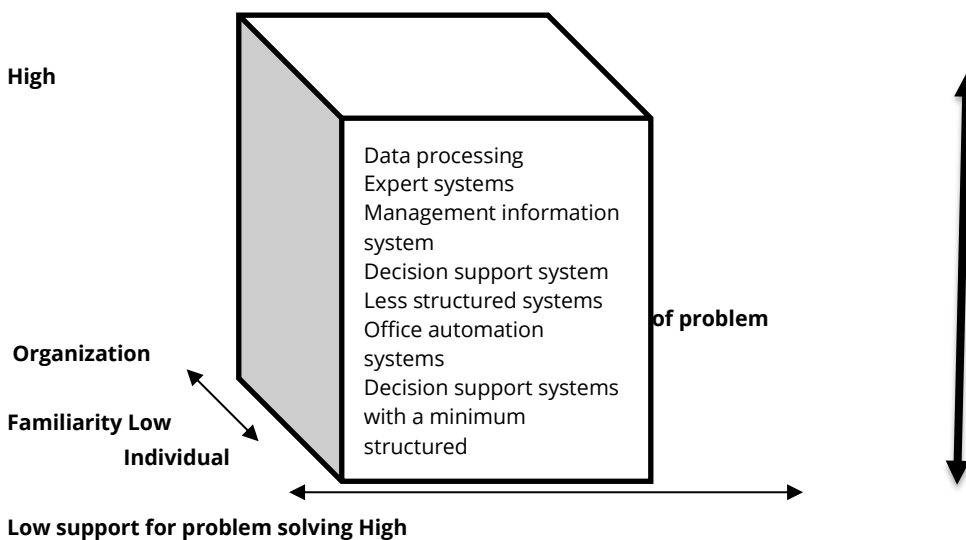 High
Data processing
Expert systems
Management information
system
Decision support system
Less structured systems
of problem
Office automation
systems
Organization
Decision support systems
with a minimum
structured
Familiarity Low
Individual
Low support for problem solving High